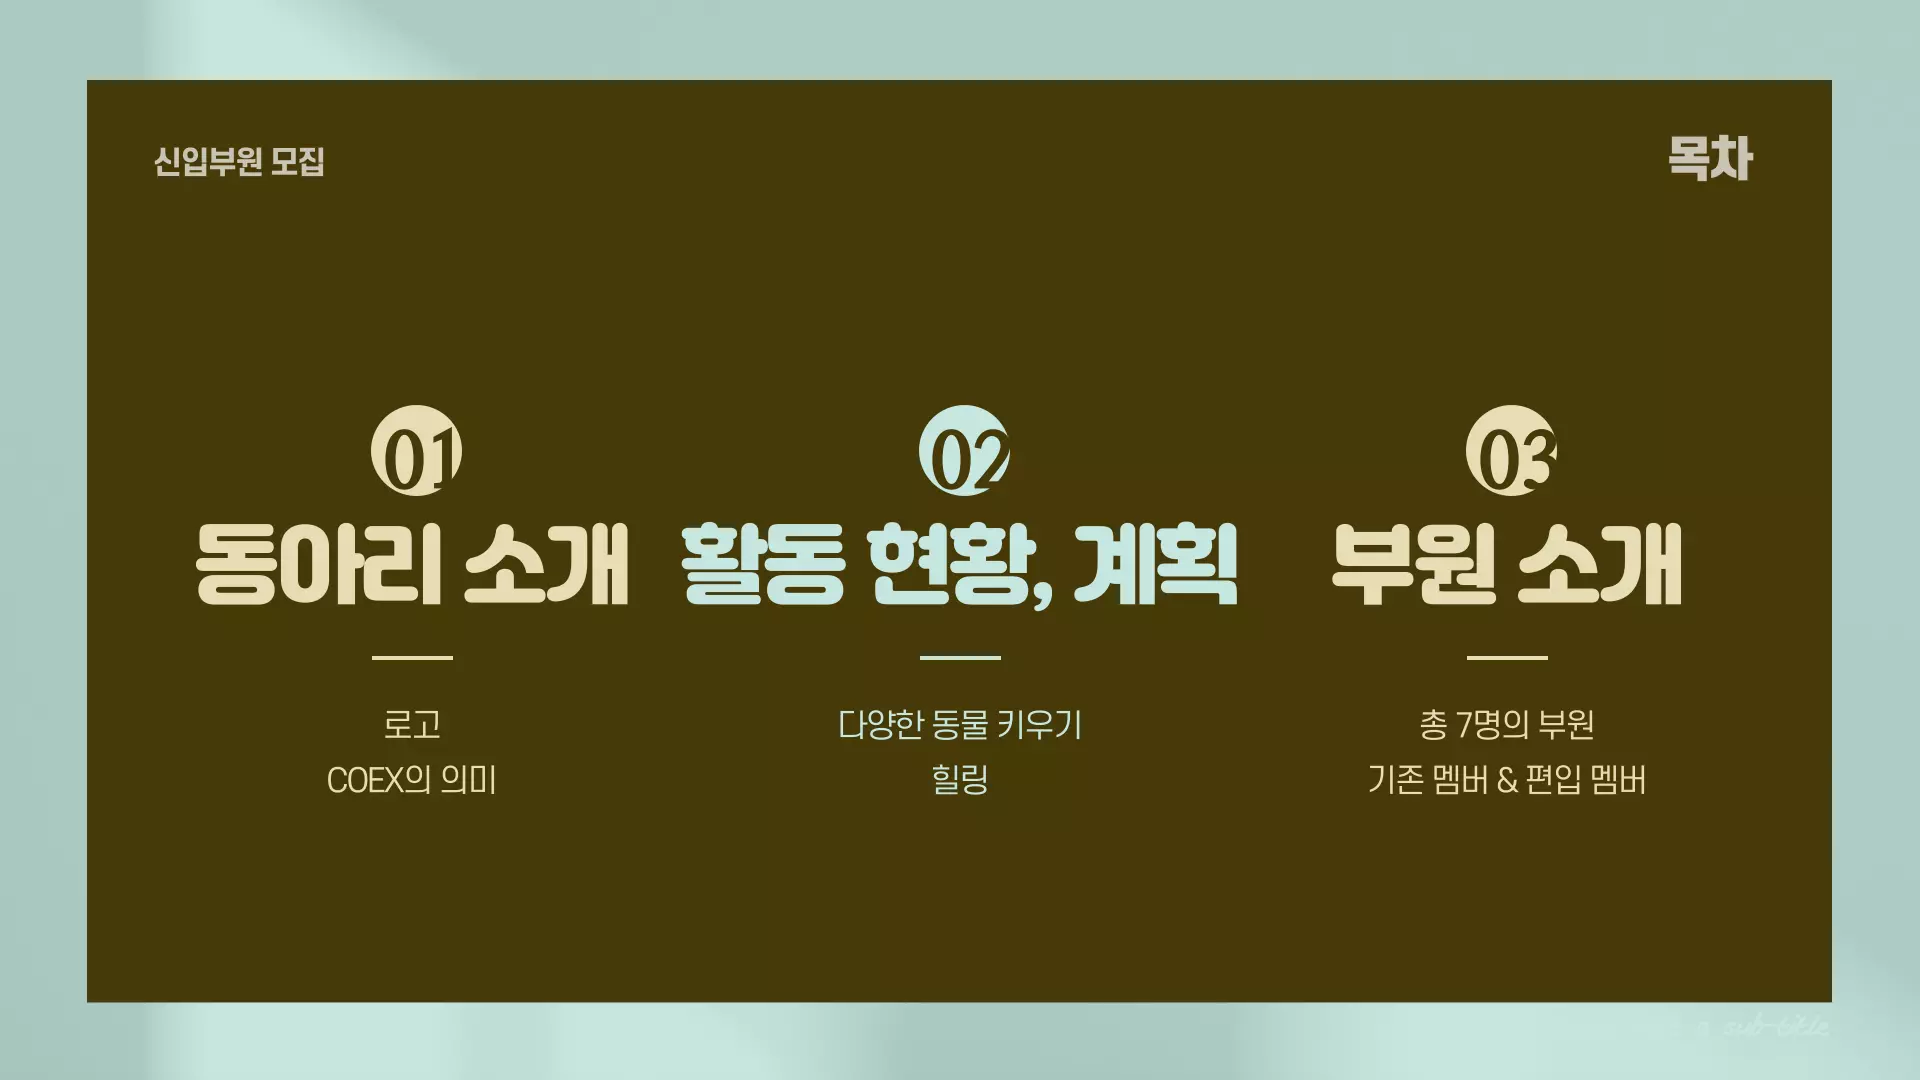 신입부원 모집
목차
01
동아리 소개
로고
COEX의 의미
02
활동 현황, 계획
다양한 동물 키우기
힐링
03
부원 소개
총 7명의 부원
기존 멤버 & 편입 멤버
sub-title